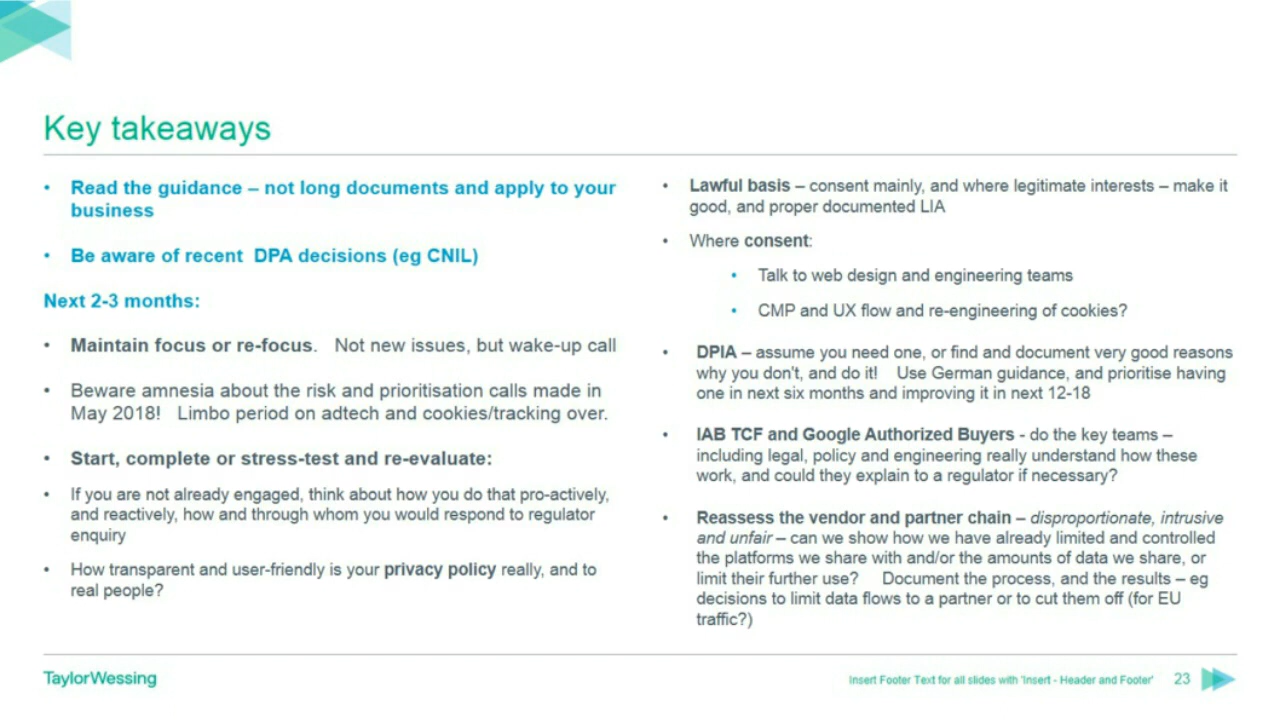 Key takeaways
• Read the guidance – not long documents and apply to your
business
• Be aware of recent  DPA decisions (eg CNIL)
Next 2-3 months:
• Maintain focus or re-focus.   Not new issues, but wake-up call
• Beware amnesia about the risk and prioritisation calls made in
May 2018!   Limbo period on adtech and cookies/tracking over.
• Start, complete or stress-test and re-evaluate:
• If you are not already engaged, think about how you do that pro-actively,
and reactively, how and through whom you would respond to regulator
enquiry
• How transparent and user-friendly is your privacy policy really, and to
real people?
• Lawful basis – consent mainly, and where legitimate interests – make it
good, and proper documented LIA
• Where consent:
• Talk to web design and engineering teams
• CMP and UX flow and re-engineering of cookies?
• DPIA – assume you need one, or find and document very good reasons
why you don't, and do it!    Use German guidance, and prioritise having
one in next six months and improving it in next 12-18
• IAB TCF and Google Authorized Buyers - do the key teams –
including legal, policy and engineering really understand how these
work, and could they explain to a regulator if necessary?
• Reassess the vendor and partner chain – disproportionate, intrusive
and unfair – can we show how we have already limited and controlled
the platforms we share with and/or the amounts of data we share, or
limit their further use?     Document the process, and the results – eg
decisions to limit data flows to a partner or to cut them off (for EU
traffic?)
TaylorWessing
Insert Footer Text for all slides with 'Insert - Header and Footer'
23